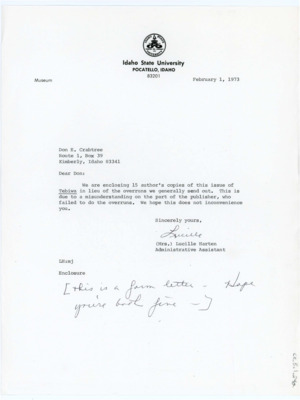 Idaho State University
POCATELLO, IDAHO
83201
Museum
February 1, 1973
Don E. Crabtree
Route 1, Box 39
Kimberly, Idaho 83341
Dear Don:
We are enclosing 15 author's copies of this issue of
Tebiwa in lieu of the overruns we generally send out. This is
due to a misunderstanding on the part of the publisher, who
failed to do the overruns. We hope this does not inconvenience
you.
Sincerely yours,
Lucille
(Mrs.) Lucille Harten
Administrative Assistant
LH:mj
Enclosure
[this is a form letter - Hope
you're both fine -]